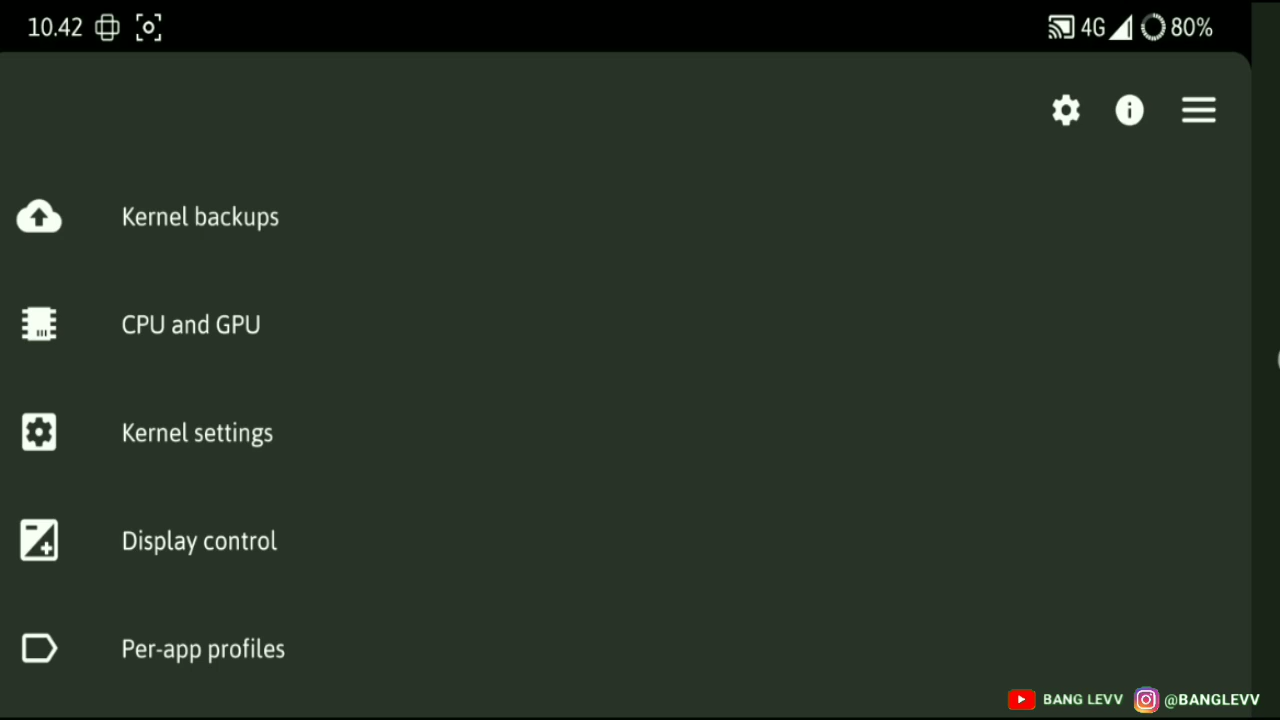 10.42 4G 80%
Kernel backups
CPU and GPU
Kernel settings
Display control
Per-app profiles
BANG LEVV @BANGLEVV